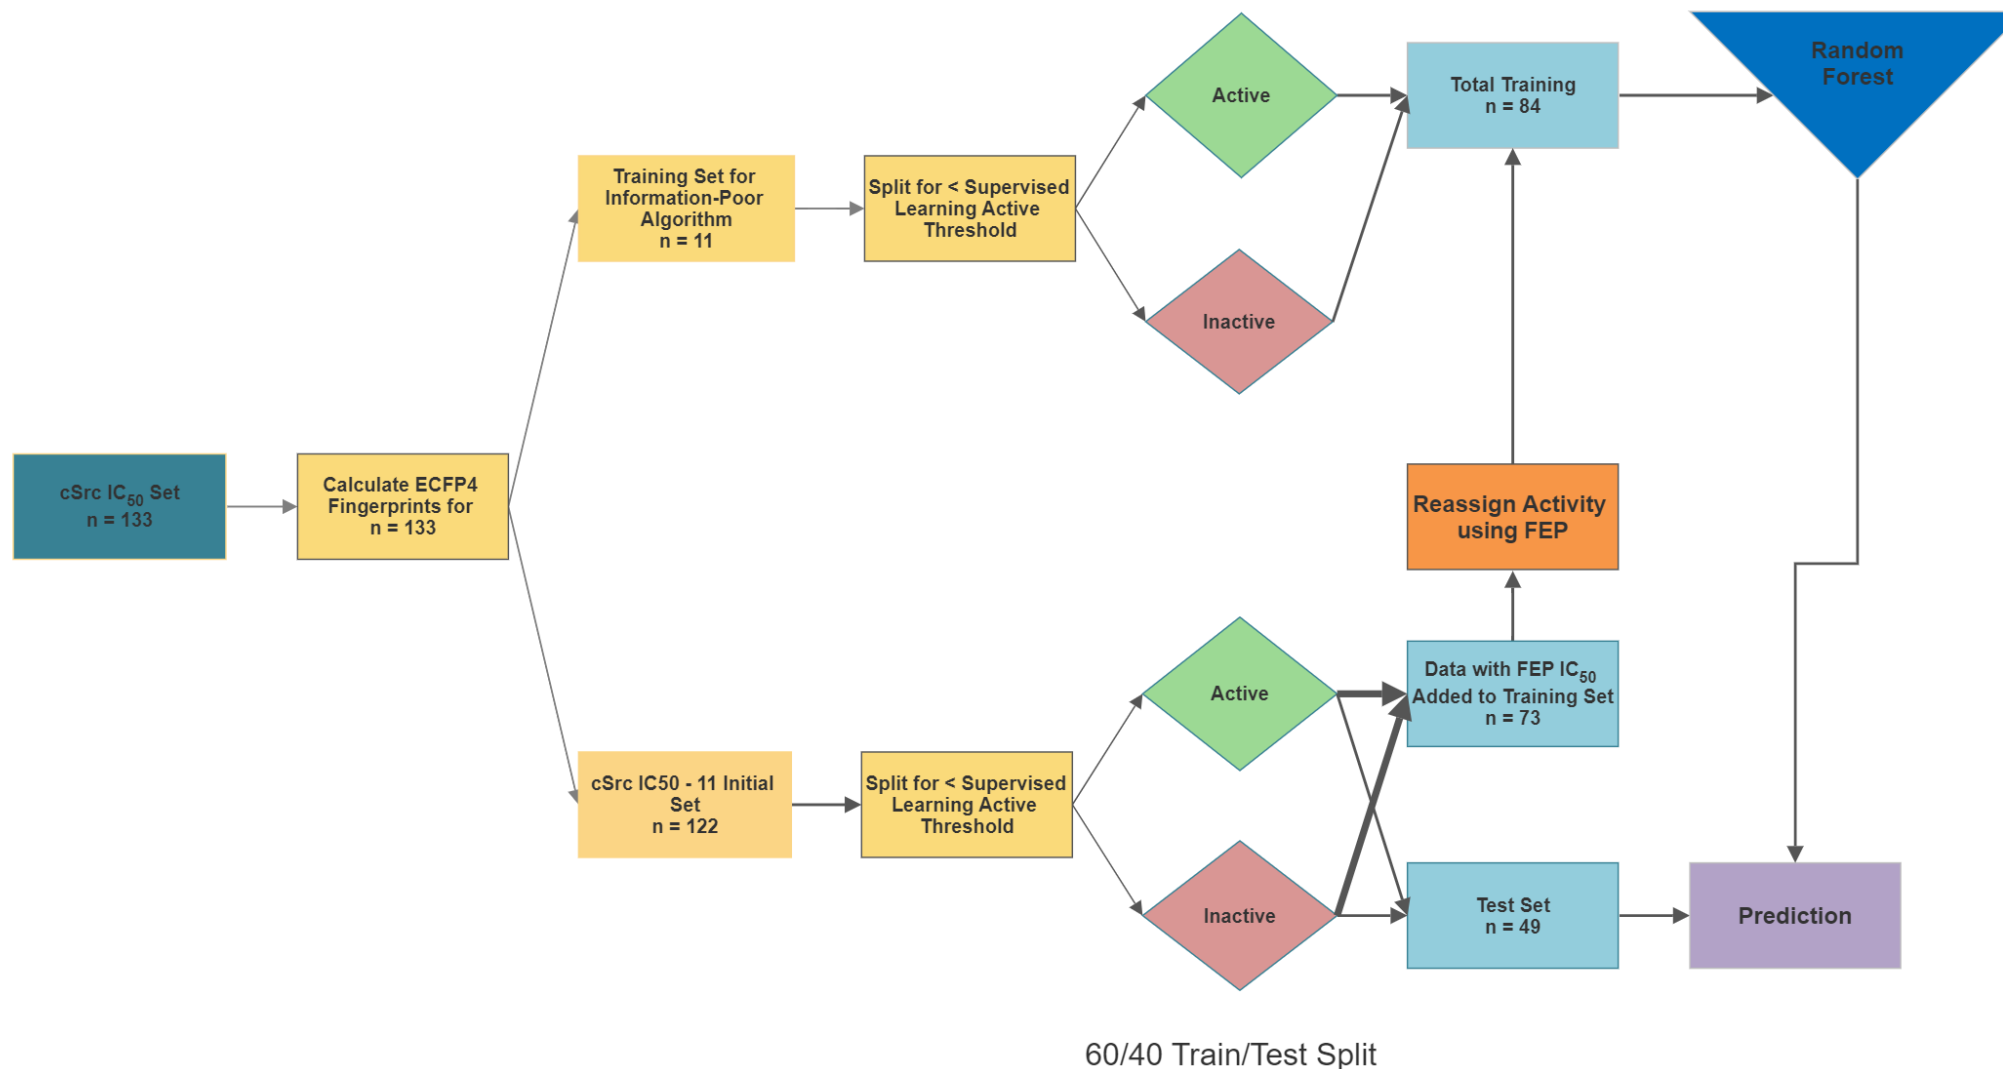 cSrc IC50 Set
n = 133
Calculate ECFP4
Fingerprints for
n = 133
Training Set for
Information-Poor
Algorithm
n = 11
Split for < Supervised
Learning Active
Threshold
Active
Inactive
Total Training
n = 84
Random
Forest
Reassign Activity
using FEP
cSrc IC50 - 11 Initial
Set
n = 122
Split for < Supervised
Learning Active
Threshold
Active
Inactive
Data with FEP IC50
Added to Training Set
n = 73
Test Set
n = 49
Prediction
60/40 Train/Test Split